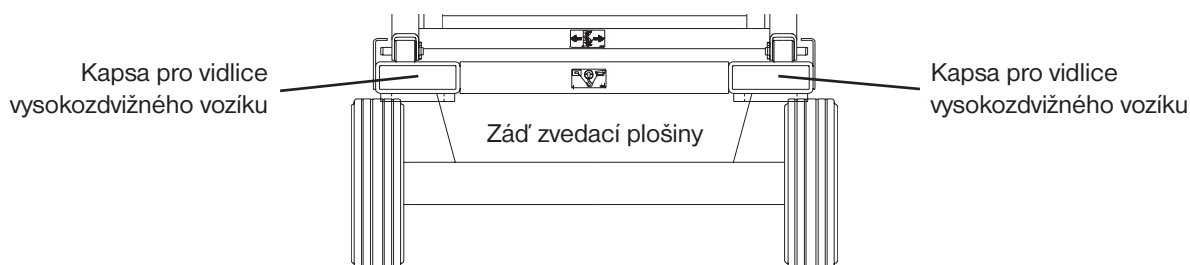 Kapsa pro vidlice
vysokozdvižného vozíku
Kapsa pro vidlice
vysokozdvižného vozíku
Záď zvedací plošiny